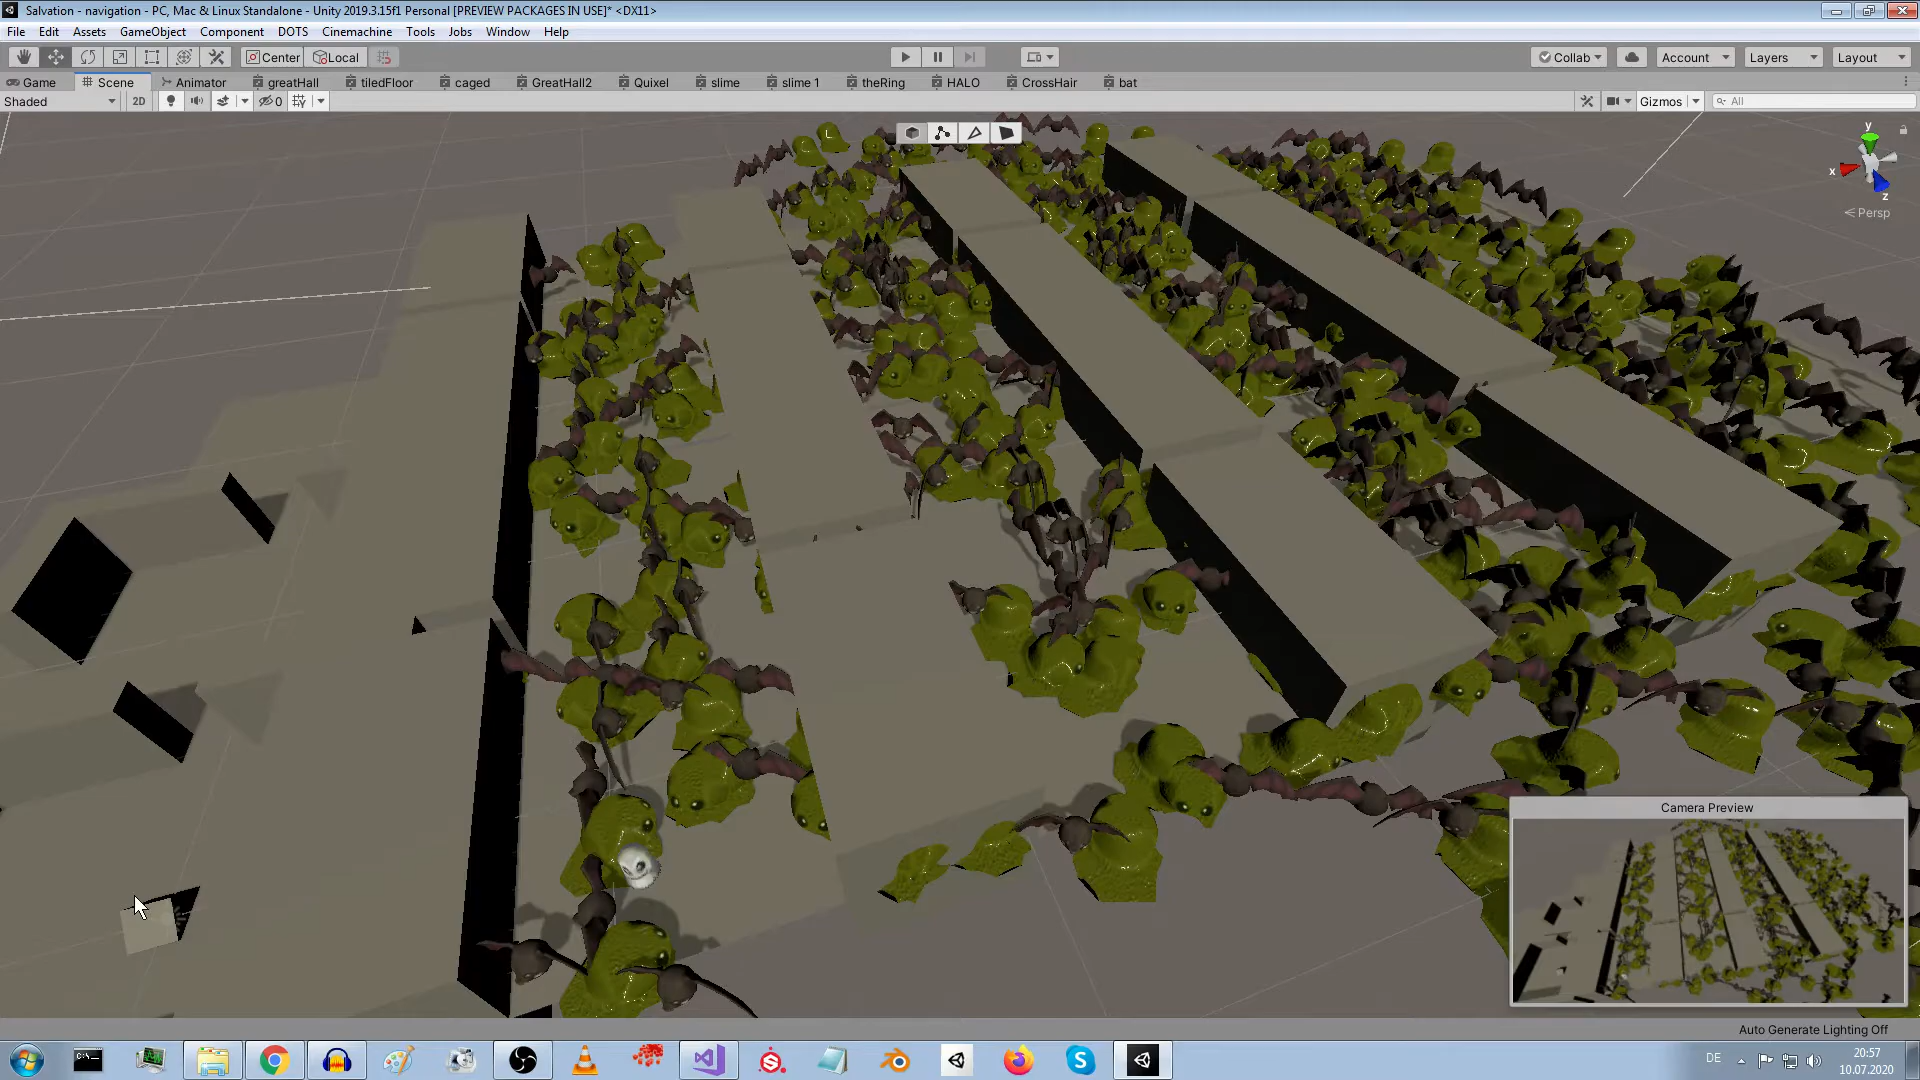 Salvation - navigation - PC, Mac & Linux Standalone - Unity 2019.3.15f1 Personal [PREVIEW PACKAGES IN USE]* <DX11>
File Edit Assets GameObject Component DOTS Cinemachine Tools Jobs Window Help
Center Local Collab Account Layers Layout
Game Scene Animator greatHall tiledFloor caged GreatHall2 Quixel slime slime 1 theRing HALO CrossHair bat
Shaded 2D 0 Gizmos All
y
x
z
< Persp
L
Camera Preview
Auto Generate Lighting Off
C:\_
DE
20:57
10.07.2020